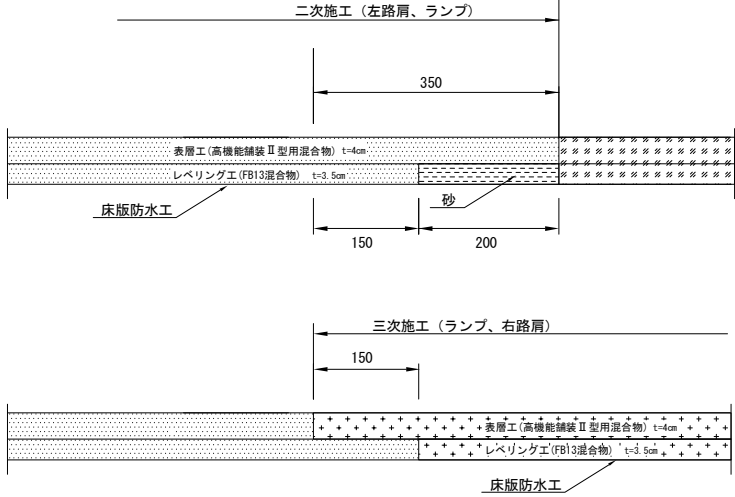 二次施工（左路肩、ランプ）
350
表層工(高機能舗装Ⅱ型用混合物) t=4cm
レベリング工(FB13混合物) t=3.5cm
床版防水工
砂
150
200
三次施工（ランプ、右路肩）
150
表層工(高機能舗装Ⅱ型用混合物) t=4cm
レベリング工(FB13混合物) t=3.5cm
床版防水工